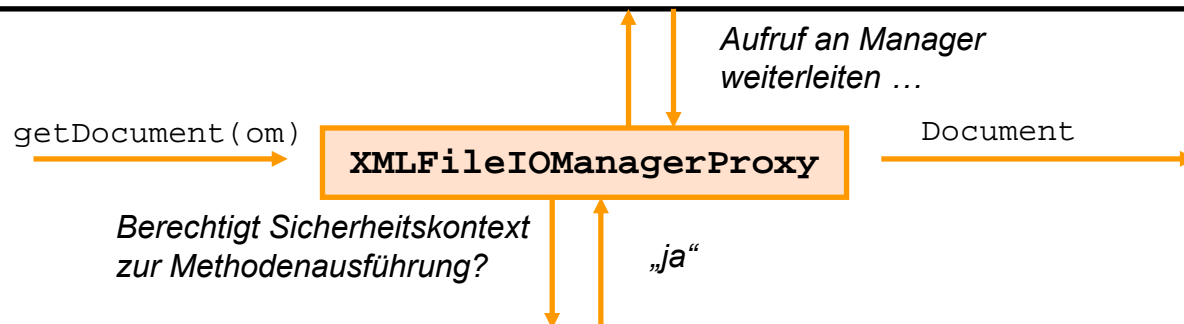 Aufruf an Manager
weiterleiten …
getDocument(om)
XMLFileIOManagerProxy
Document
Berechtigt Sicherheitskontext
zur Methodenausführung?
„ja“